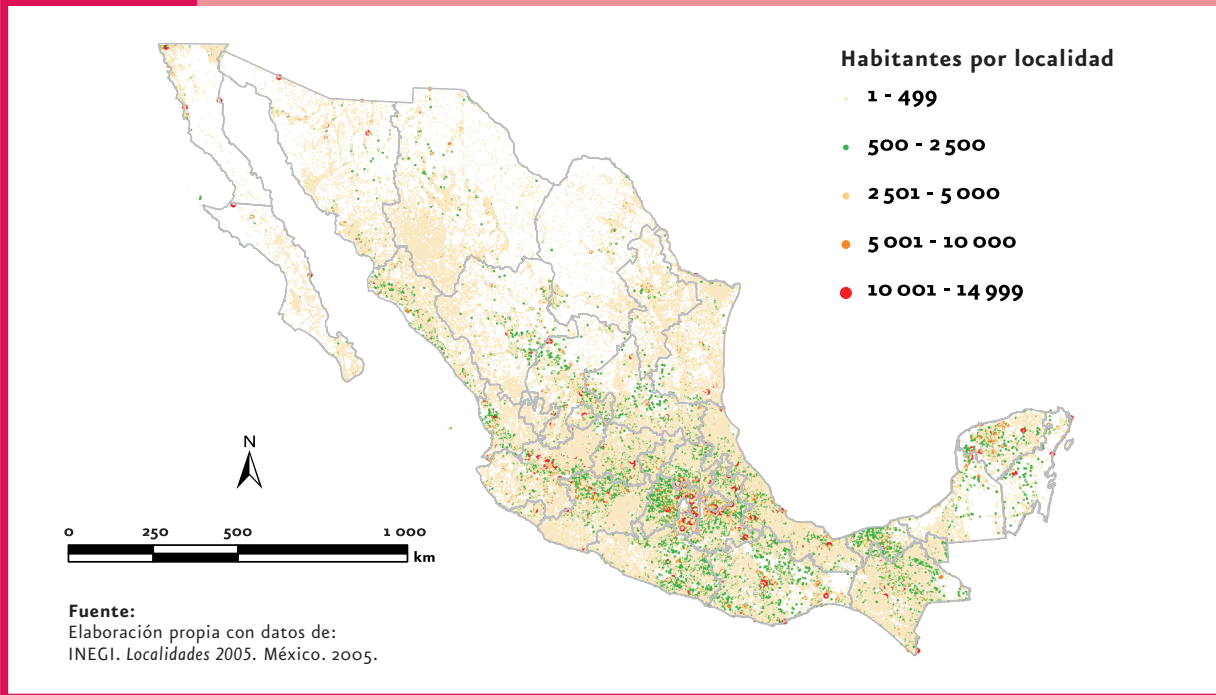 Habitantes por localidad
1 - 499
500 - 2 500
2 501 - 5 000
5 001 - 10 000
10 001 - 14 999
N
0 250 500 1 000
km
Fuente:
Elaboración propia con datos de:
INEGI. Localidades 2005. México. 2005.